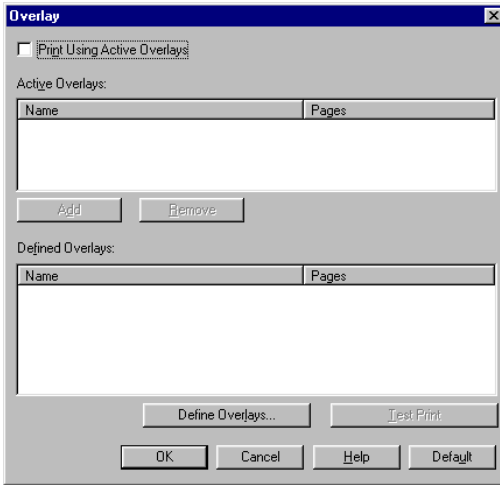 Overlay
Print Using Active Overlays
Active Overlays:
Name Pages
Add Remove
Defined Overlays:
Name Pages
Define Overlays... Test Print
OK Cancel Help Default